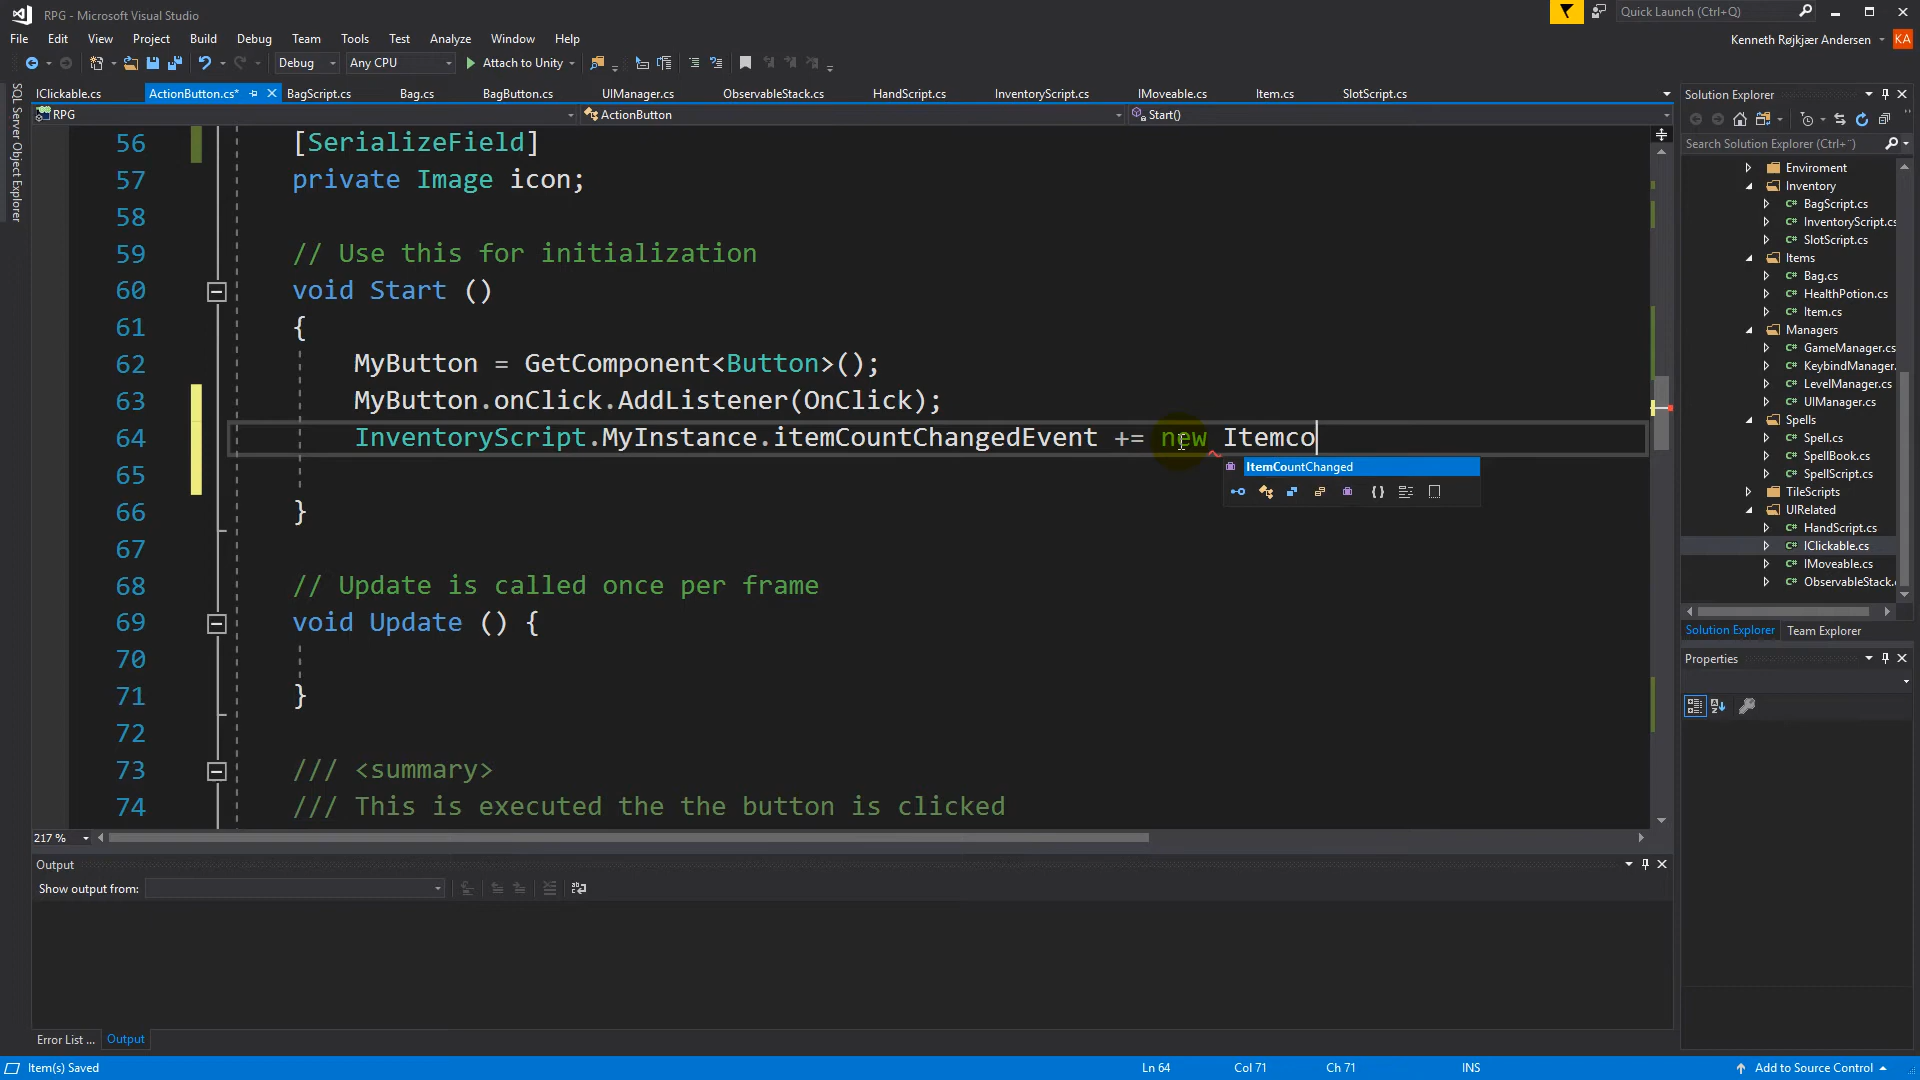 RPG - Microsoft Visual Studio
Quick Launch (Ctrl+Q)
File Edit View Project Build Debug Team Tools Test Analyze Window Help
Kenneth Røjkjær Andersen KA
Debug Any CPU Attach to Unity
SQL Server Object Explorer
IClickable.cs ActionButton.cs* BagScript.cs Bag.cs BagButton.cs UIManager.cs ObservableStack.cs HandScript.cs InventoryScript.cs IMoveable.cs Item.cs SlotScript.cs
RPG ActionButton Start()
56 [SerializeField]
57 private Image icon;
58
59 // Use this for initialization
60 void Start ()
61 {
62 MyButton = GetComponent<Button>();
63 MyButton.onClick.AddListener(OnClick);
64 InventoryScript.MyInstance.itemCountChangedEvent += new Itemco
ItemCountChanged
65
66 }
67
68 // Update is called once per frame
69 void Update () {
70
71 }
72
73 /// <summary>
74 /// This is executed the the button is clicked
217 %
Output
Show output from:
Error List ... Output
Solution Explorer
Search Solution Explorer (Ctrl+¨)
Enviroment
Inventory
BagScript.cs
InventoryScript.cs
SlotScript.cs
Items
Bag.cs
HealthPotion.cs
Item.cs
Managers
GameManager.cs
KeybindManager.
LevelManager.cs
UIManager.cs
Spells
Spell.cs
SpellBook.cs
SpellScript.cs
TileScripts
UIRelated
HandScript.cs
IClickable.cs
IMoveable.cs
ObservableStack.
Solution Explorer Team Explorer
Properties
Item(s) Saved Ln 64 Col 71 Ch 71 INS Add to Source Control